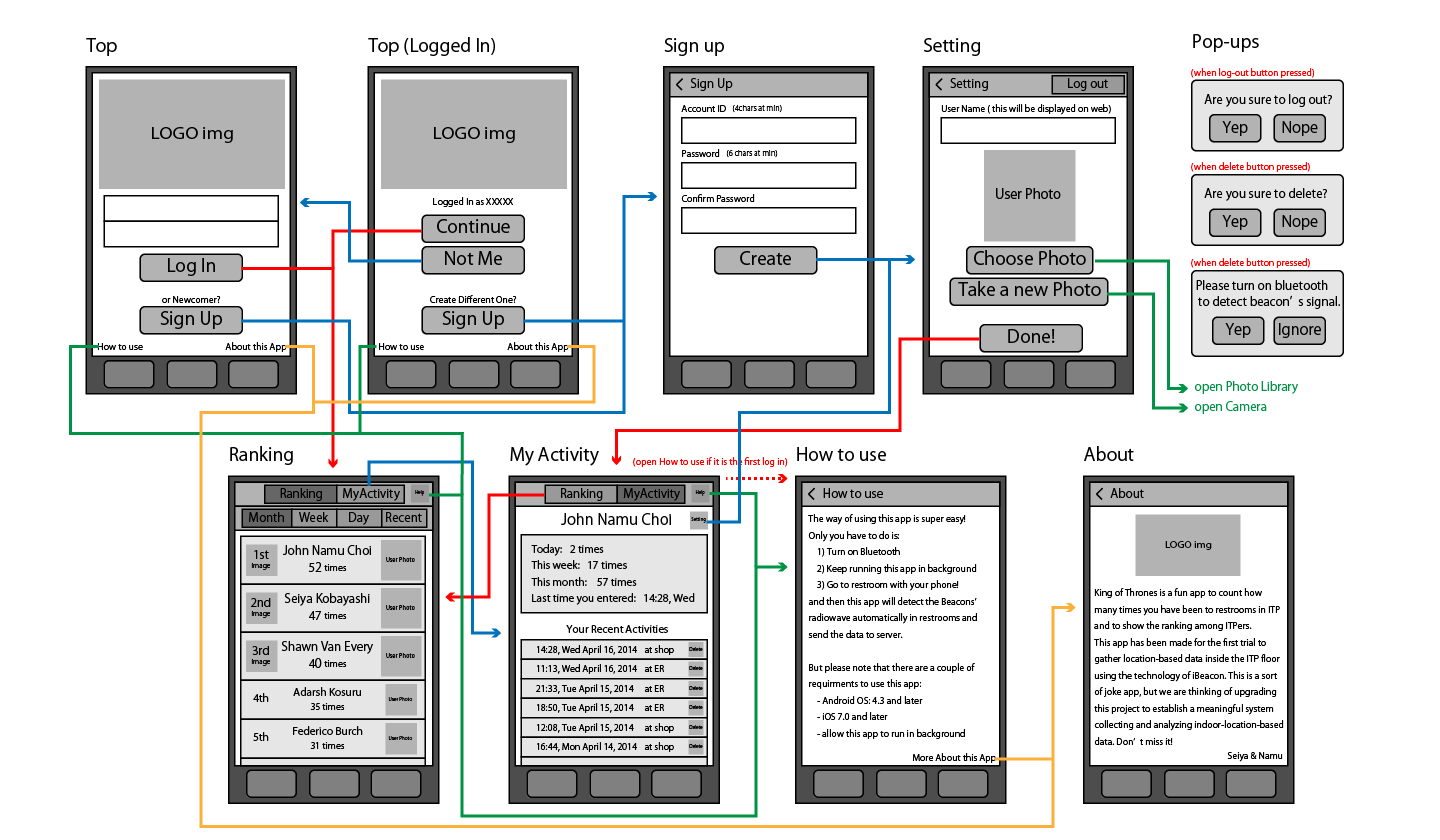 Top
LOGO img
Log In
or Newcomer?
Sign Up
How to use
About this App
Top (Logged In)
LOGO img
Logged In as XXXXX
Continue
Not Me
Create Different One?
Sign Up
How to use
About this App
Sign up
Sign Up
Account ID (4chars at min)
Password (6 chars at min)
Confirm Password
Create
Setting
Setting
Log out
User Name ( this will be displayed on web)
User Photo
Choose Photo
Take a new Photo
Done!
Pop-ups
(when log-out button pressed)
Are you sure to log out?
Yep Nope
(when delete button pressed)
Are you sure to delete?
Yep Nope
(when delete button pressed)
Please turn on bluetooth
to detect beacon’s signal.
Yep Ignore
open Photo Library
open Camera
Ranking
Ranking MyActivity Help
Month Week Day Recent
1st
Image
John Namu Choi
52 times
User Photo
2nd
Image
Seiya Kobayashi
47 times
User Photo
3rd
Image
Shawn Van Every
40 times
User Photo
4th
Adarsh Kosuru
35 times
User Photo
5th
Federico Burch
31 times
User Photo
My Activity
(open How to use if it is the first log in)
Ranking MyActivity Help
John Namu Choi
Setting
Today: 2 times
This week: 17 times
This month: 57 times
Last time you entered: 14:28, Wed
Your Recent Activities
14:28, Wed April 16, 2014 at shop Delete
11:13, Wed April 16, 2014 at ER Delete
21:33, Tue April 15, 2014 at ER Delete
18:50, Tue April 15, 2014 at ER Delete
12:08, Tue April 15, 2014 at shop Delete
16:44, Mon April 14, 2014 at shop Delete
How to use
How to use
The way of using this app is super easy!
Only you have to do is:
1) Turn on Bluetooth
2) Keep running this app in background
3) Go to restroom with your phone!
and then this app will detect the Beacons’
radiowave automatically in restrooms and
send the data to server.
But please note that there are a couple of
requirments to use this app:
- Android OS: 4.3 and later
- iOS 7.0 and later
- allow this app to run in background
More About this App
About
About
LOGO img
King of Thrones is a fun app to count how
many times you have been to restrooms in ITP
and to show the ranking among ITPers.
This app has been made for the first trial to
gather location-based data inside the ITP floor
using the technology of iBeacon. This is a sort
of joke app, but we are thinking of upgrading
this project to establish a meaningful system
collecting and analyzing indoor-location-based
data. Don’t miss it!
Seiya & Namu